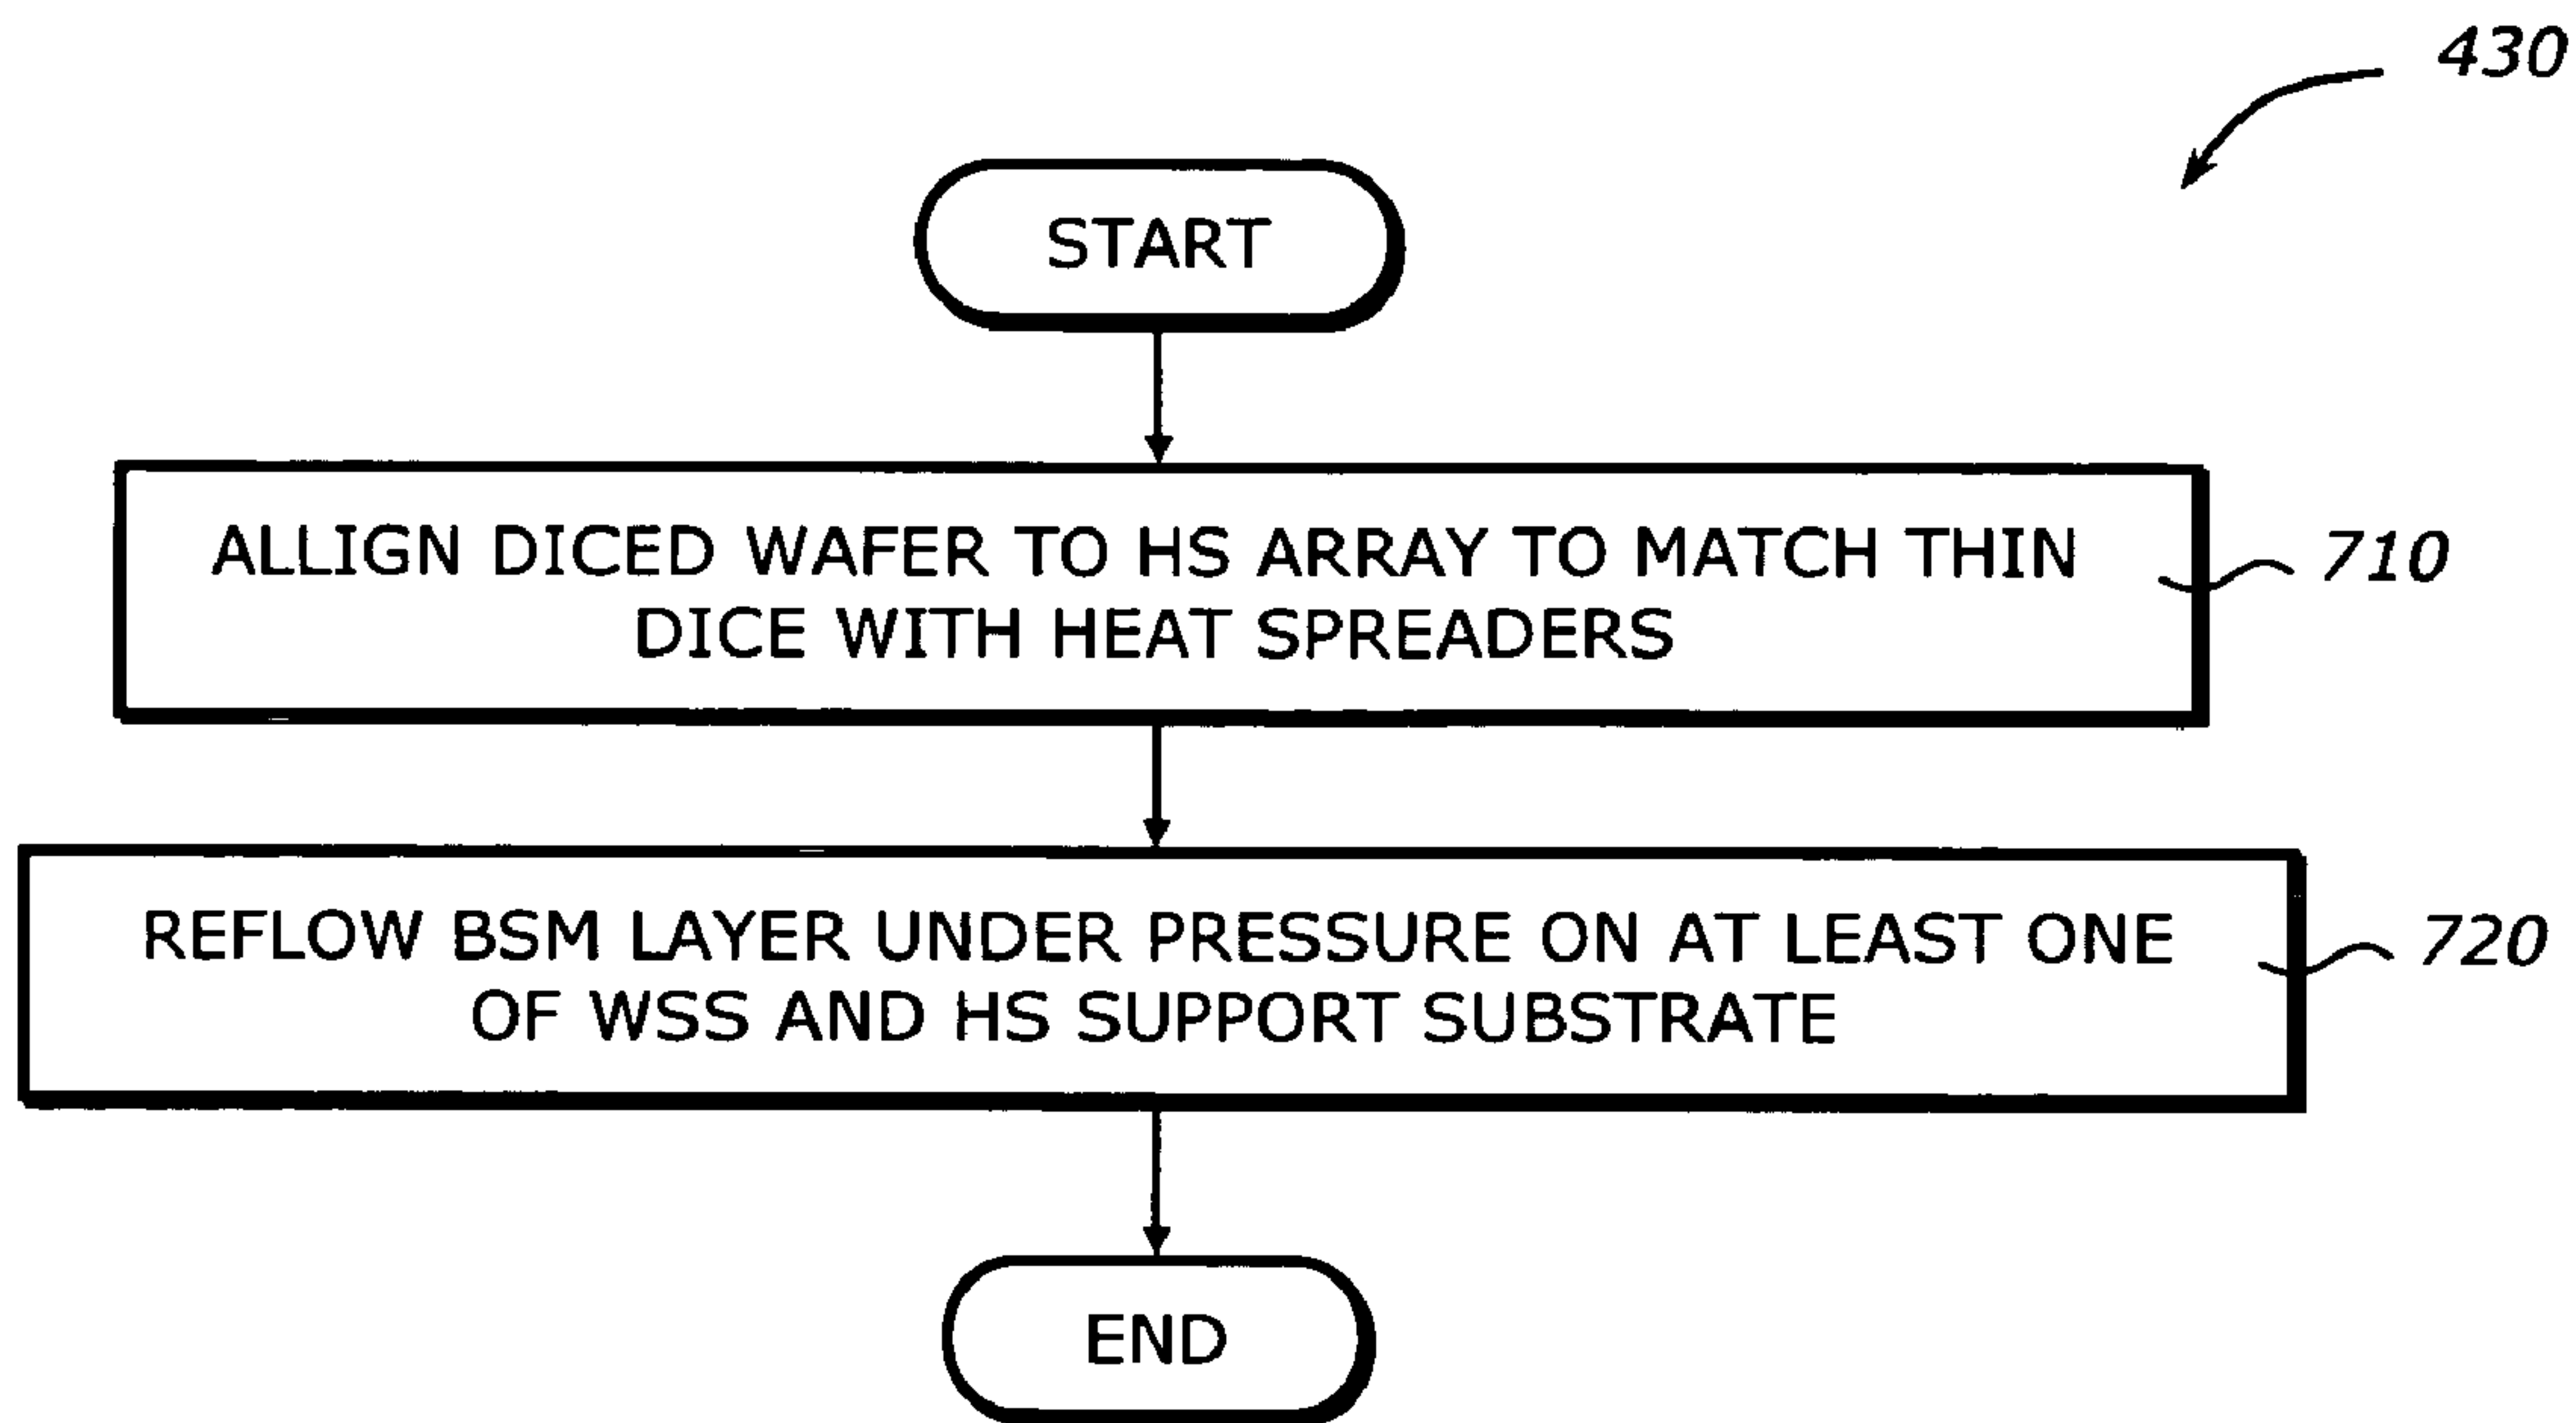 430
START
ALLIGN DICED WAFER TO HS ARRAY TO MATCH THIN
DICE WITH HEAT SPREADERS
710
REFLOW BSM LAYER UNDER PRESSURE ON AT LEAST ONE
OF WSS AND HS SUPPORT SUBSTRATE
720
END